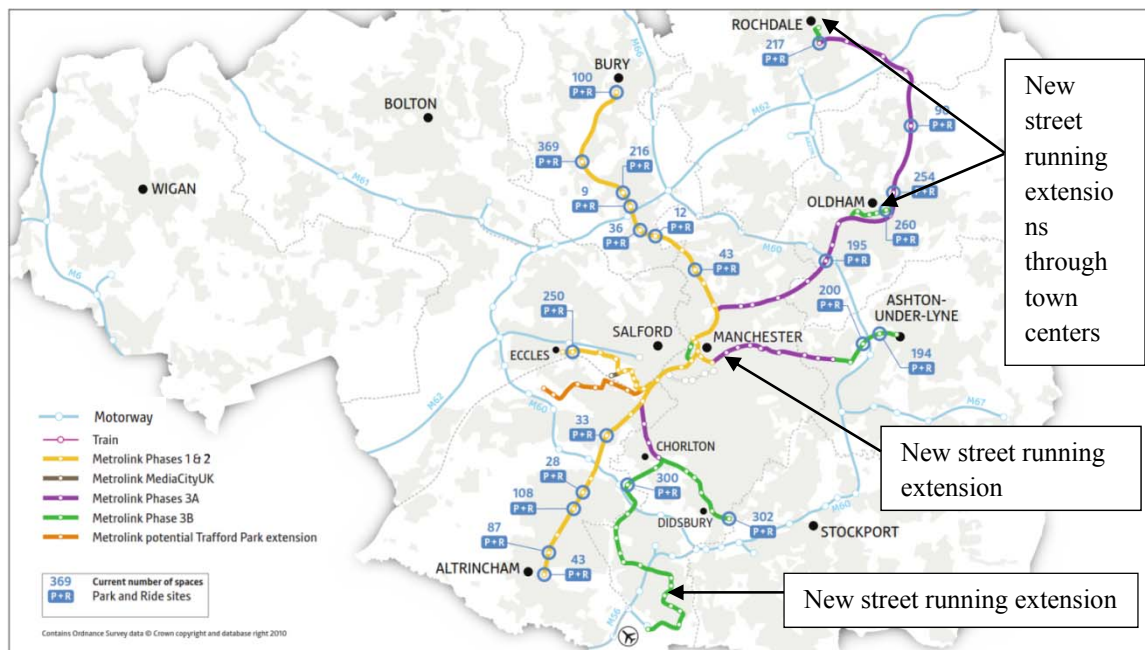 ROCHDALE
217
P+R
M66
BURY
100
P+R
M62
BOLTON
New
street
running
extensio
ns
through
town
centers
369
P+R
216
P+R
254
P+R
WIGAN
M61
9
P+R
OLDHAM
12
P+R
36
P+R
260
P+R
M6
43
P+R
M60
195
P+R
200
P+R
ASHTON-
UNDER-LYNE
250
P+R
SALFORD
MANCHESTER
ECCLES
194
P+R
M62
M60
M67
Motorway
Train
Metrolink Phases 1 & 2
Metrolink MediaCityUK
Metrolink Phases 3A
Metrolink Phase 3B
Metrolink potential Trafford Park extension
33
P+R
CHORLTON
New street running
extension
28
P+R
300
P+R
108
P+R
DIDSBURY
302
P+R
M60
STOCKPORT
87
P+R
ALTRINCHAM
43
P+R
369 Current number of spaces
P+R Park and Ride sites
M56
New street running extension
Contains Ordnance Survey data © Crown copyright and database right 2010